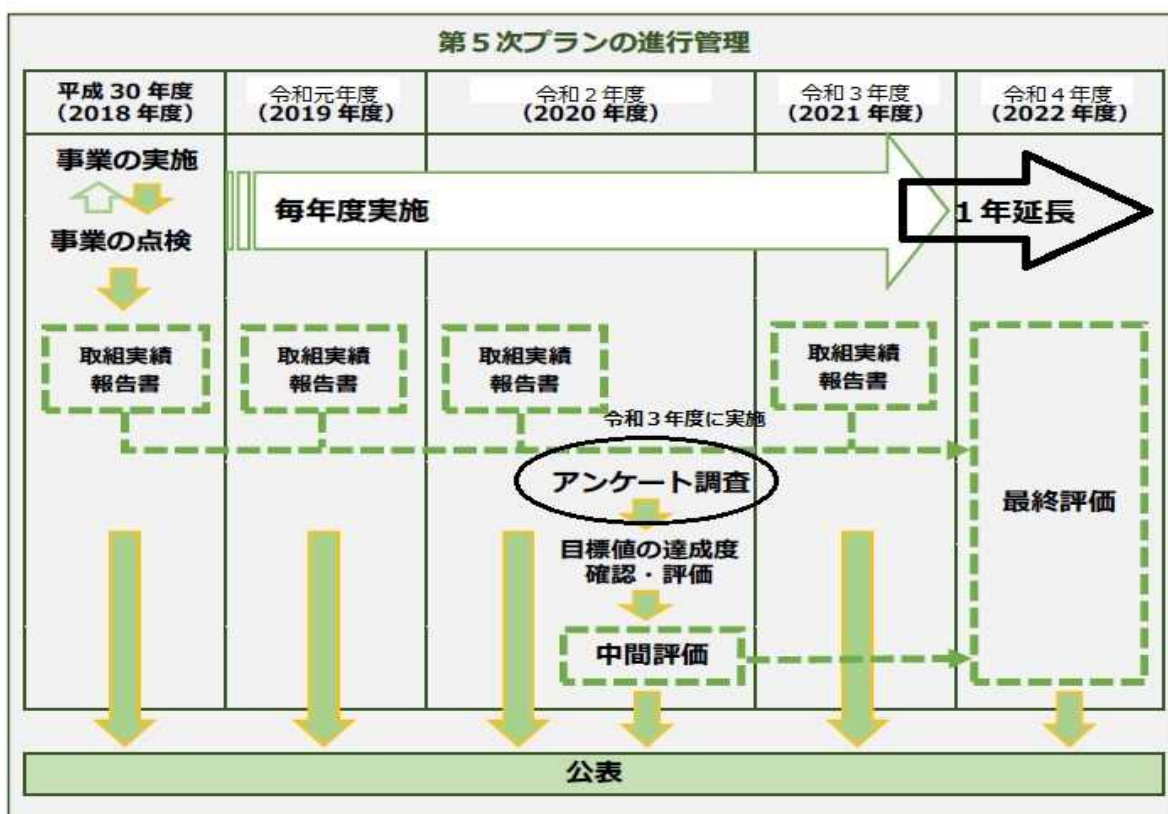 第5次プランの進行管理
平成 30 年度
(2018 年度)
令和元年度
(2019 年度)
令和2年度
(2020 年度)
令和3年度
(2021 年度)
令和4年度
(2022 年度)
事業の実施
事業の点検
毎年度実施
1年延長
取組実績
報告書
取組実績
報告書
取組実績
報告書
取組実績
報告書
令和3年度に実施
アンケート調査
目標値の達成度
確認・評価
中間評価
最終評価
公表